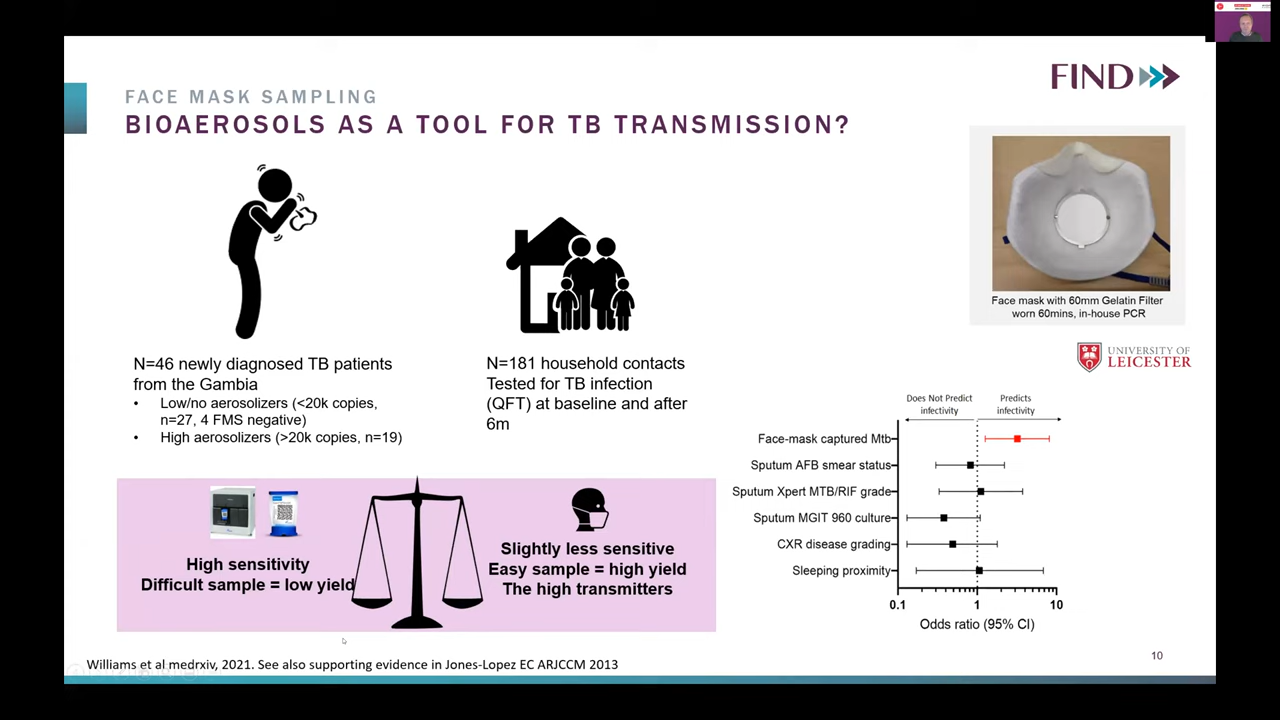 FIND
FACE MASK SAMPLING
BIOAEROSOLS AS A TOOL FOR TB TRANSMISSION?
N=46 newly diagnosed TB patients
from the Gambia
• Low/no aerosolizers (<20k copies,
n=27, 4 FMS negative)
• High aerosolizers (>20k copies, n=19)
N=181 household contacts
Tested for TB infection
(QFT) at baseline and after
6m
Face mask with 60mm Gelatin Filter
worn 60mins, in-house PCR
UNIVERSITY OF
LEICESTER
High sensitivity
Difficult sample = low yield
Slightly less sensitive
Easy sample = high yield
The high transmitters
Does Not Predict
infectivity
Predicts
infectivity
Face-mask captured Mtb
Sputum AFB smear status
Sputum Xpert MTB/RIF grade
Sputum MGIT 960 culture
CXR disease grading
Sleeping proximity
0.1 1 10
Odds ratio (95% CI)
Williams et al medrxiv, 2021. See also supporting evidence in Jones-Lopez EC ARJCCM 2013
10